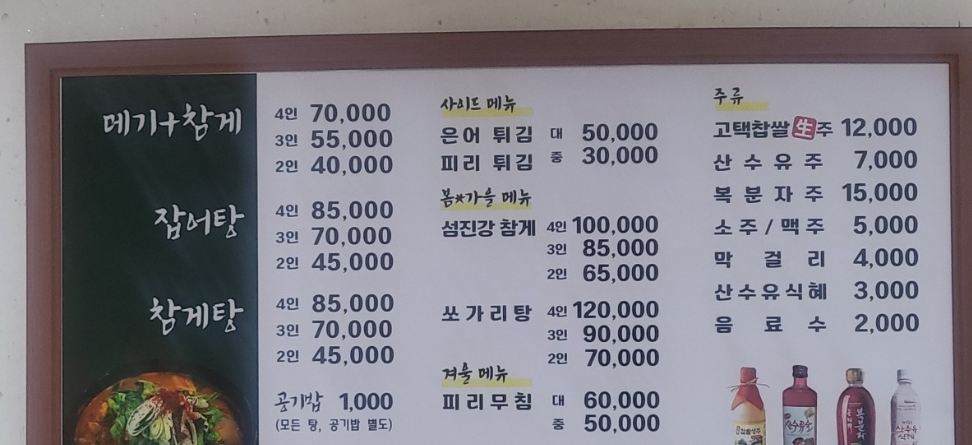 메기+참게
4인 70,000
3인 55,000
2인 40,000
잡어탕
4인 85,000
3인 70,000
2인 45,000
참게탕
4인 85,000
3인 70,000
2인 45,000
공기밥 1,000
(모든 탕, 공기밥 별도)
사이드 메뉴
은어 튀김 대 50,000
피리 튀김 중 30,000
봄*가을 메뉴
섬진강 참게 4인 100,000
3인 85,000
2인 65,000
쏘가리탕 4인 120,000
3인 90,000
2인 70,000
겨울 메뉴
피리무침 대 60,000
중 50,000
주류
고택찹쌀生주 12,000
산수유주 7,000
복분자주 15,000
소주/맥주 5,000
막걸리 4,000
산수유식혜 3,000
음료수 2,000
복분자